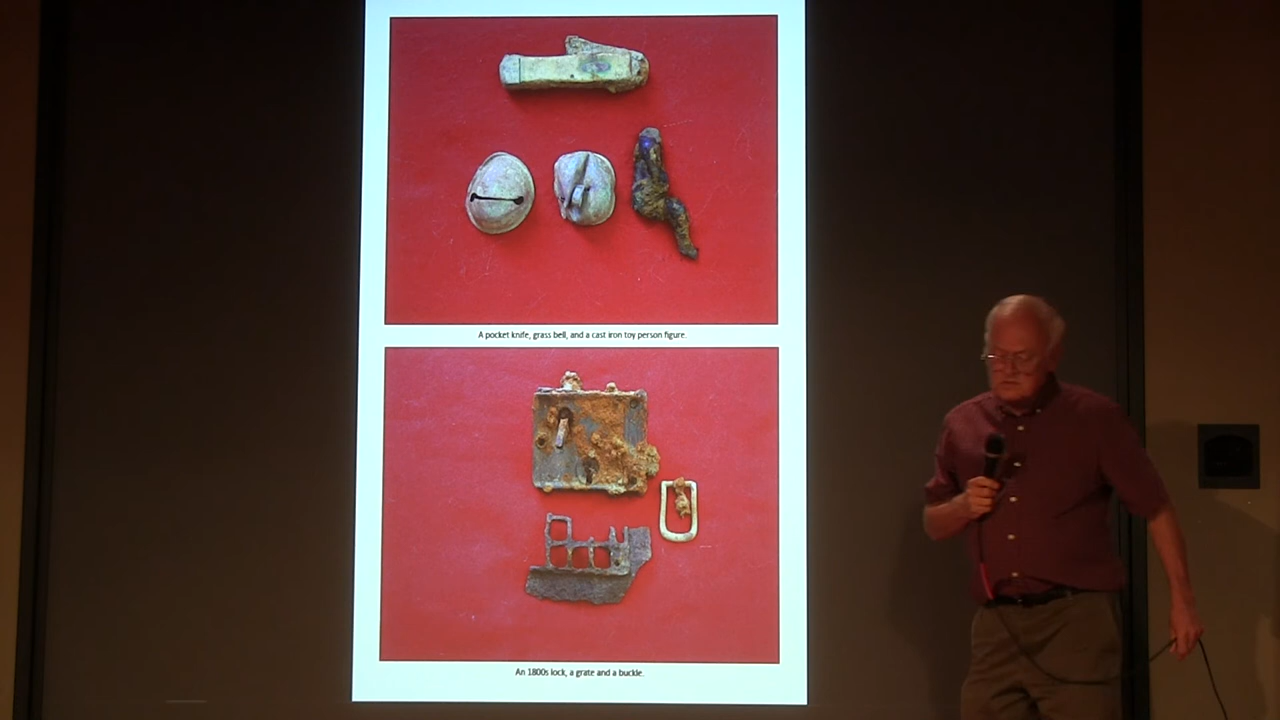 A pocket knife, grass bell, and a cast iron toy person figure.
An 1800s lock, a grate and a buckle.